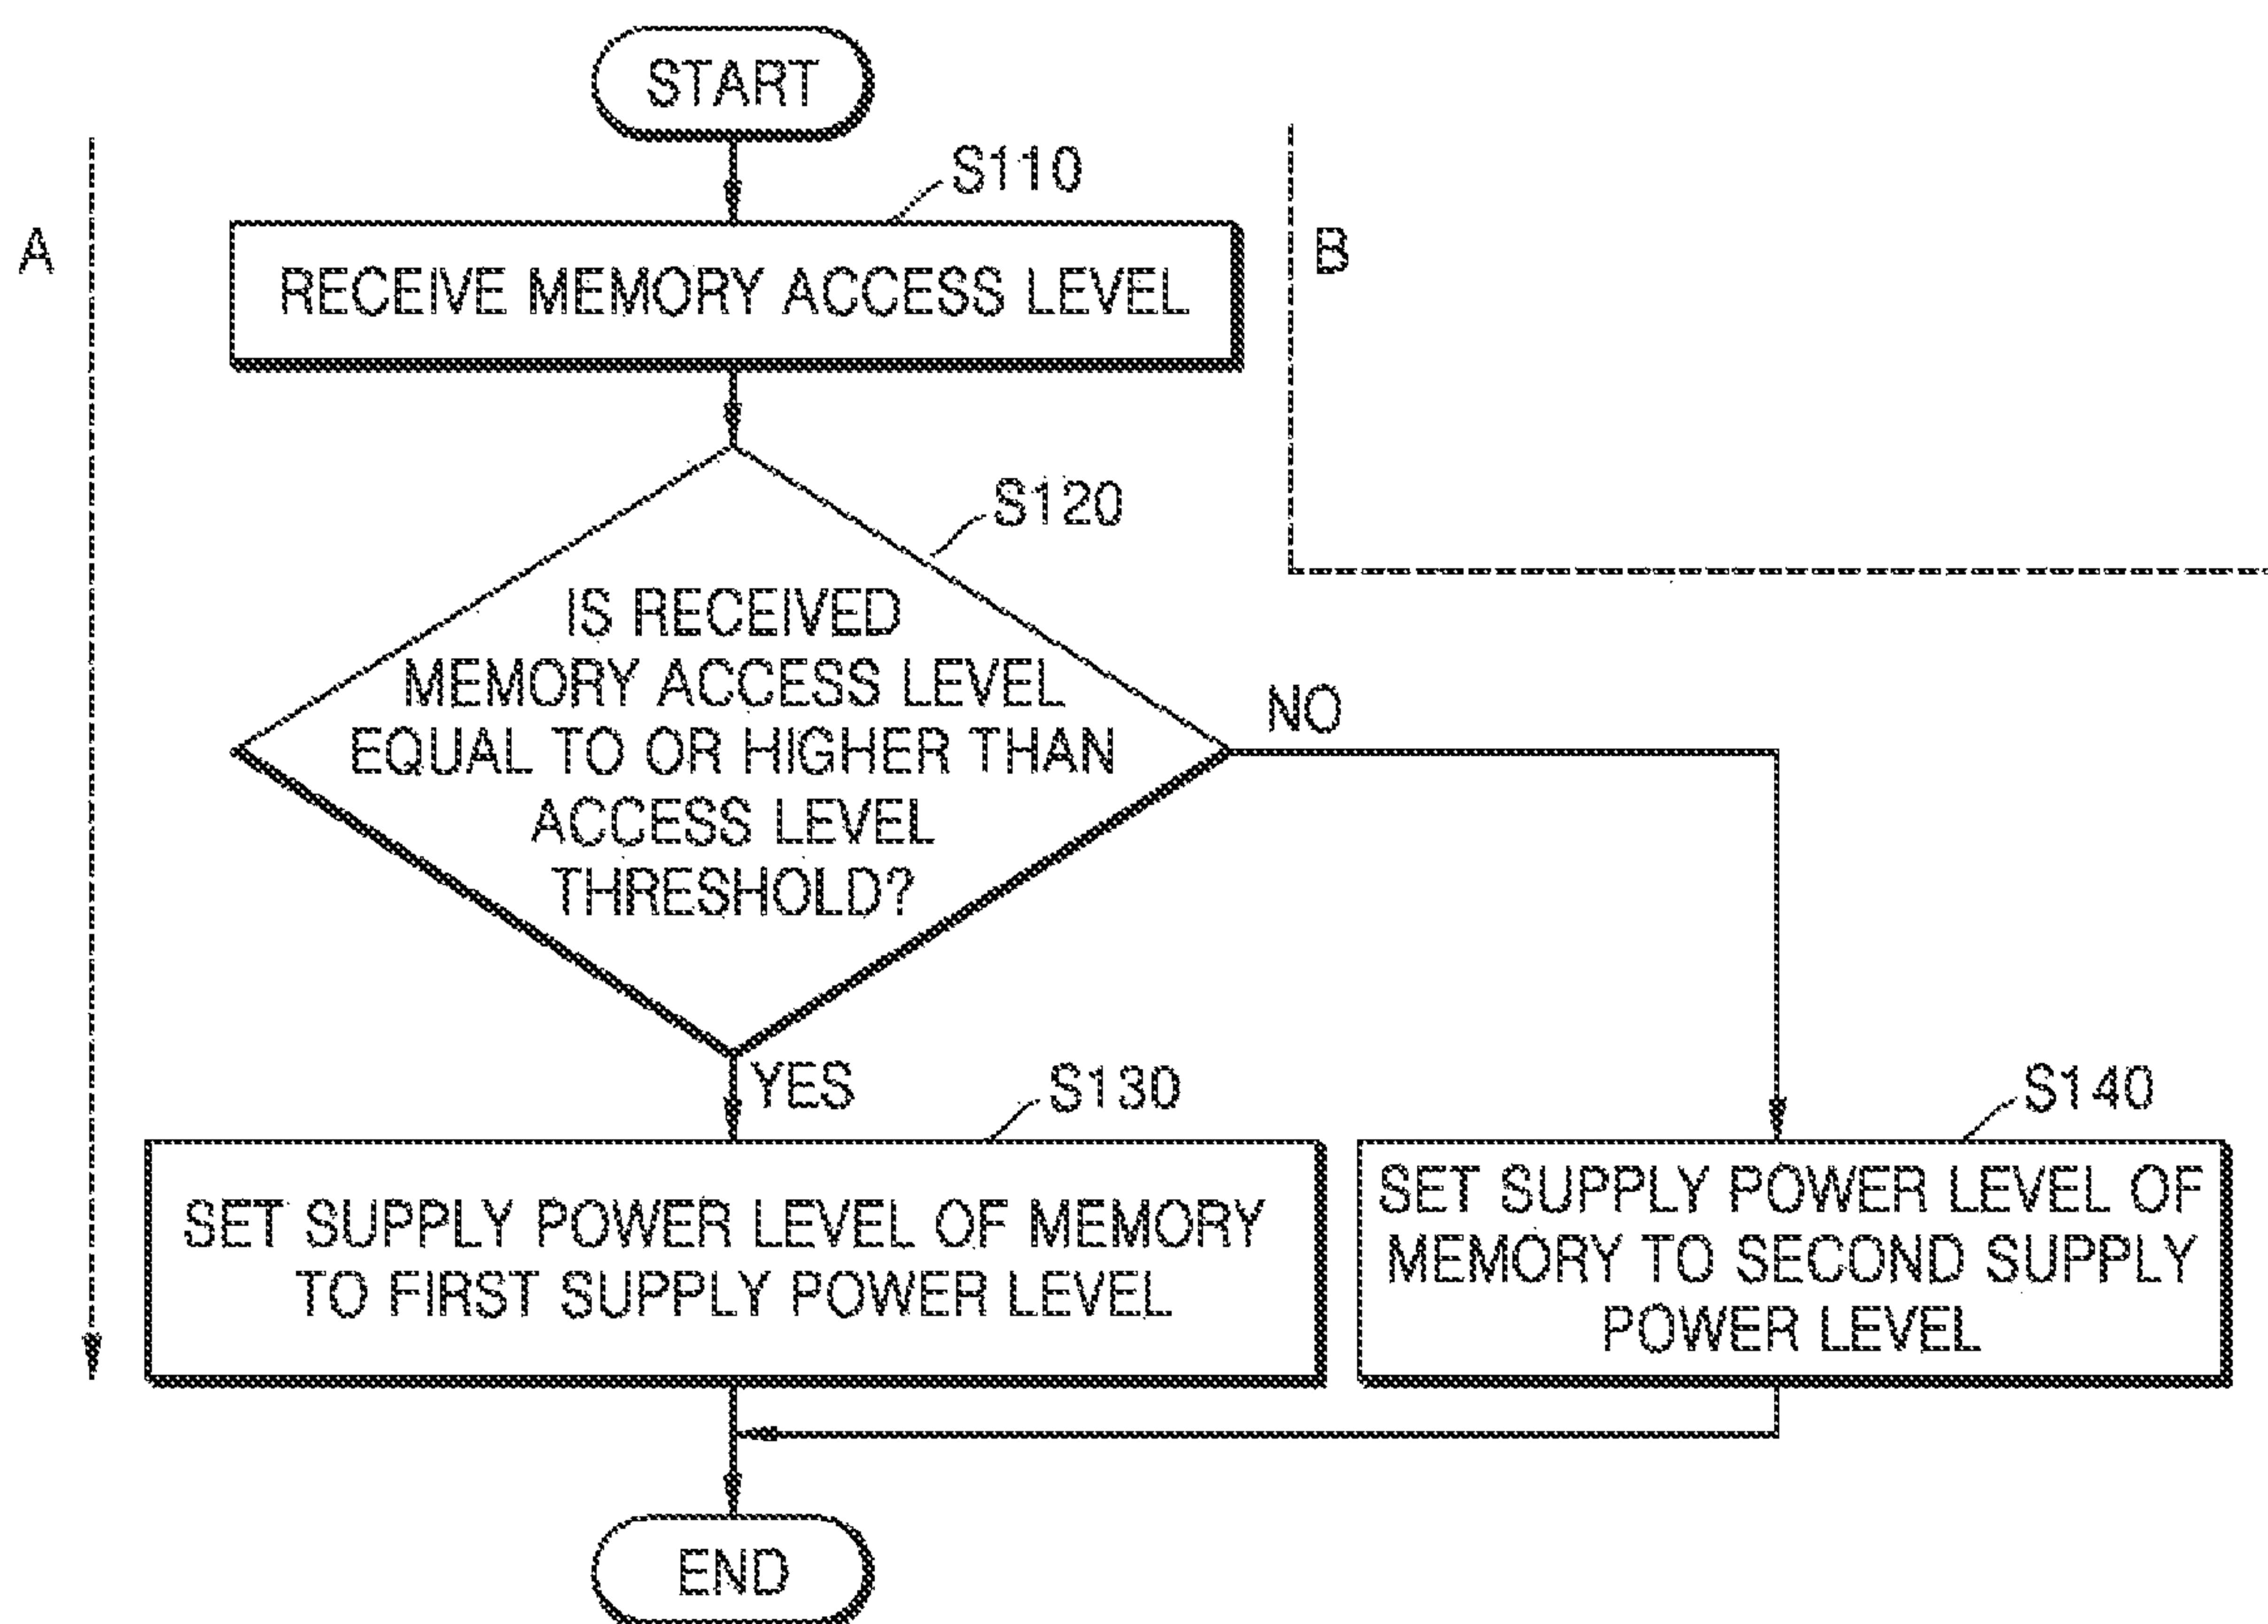 START
S110
A
B
RECEIVE MEMORY ACCESS LEVEL
S120
IS RECEIVED
MEMORY ACCESS LEVEL
EQUAL TO OR HIGHER THAN
ACCESS LEVEL
THRESHOLD?
NO
YES
S130
S140
SET SUPPLY POWER LEVEL OF MEMORY
TO FIRST SUPPLY POWER LEVEL
SET SUPPLY POWER LEVEL OF
MEMORY TO SECOND SUPPLY
POWER LEVEL
END